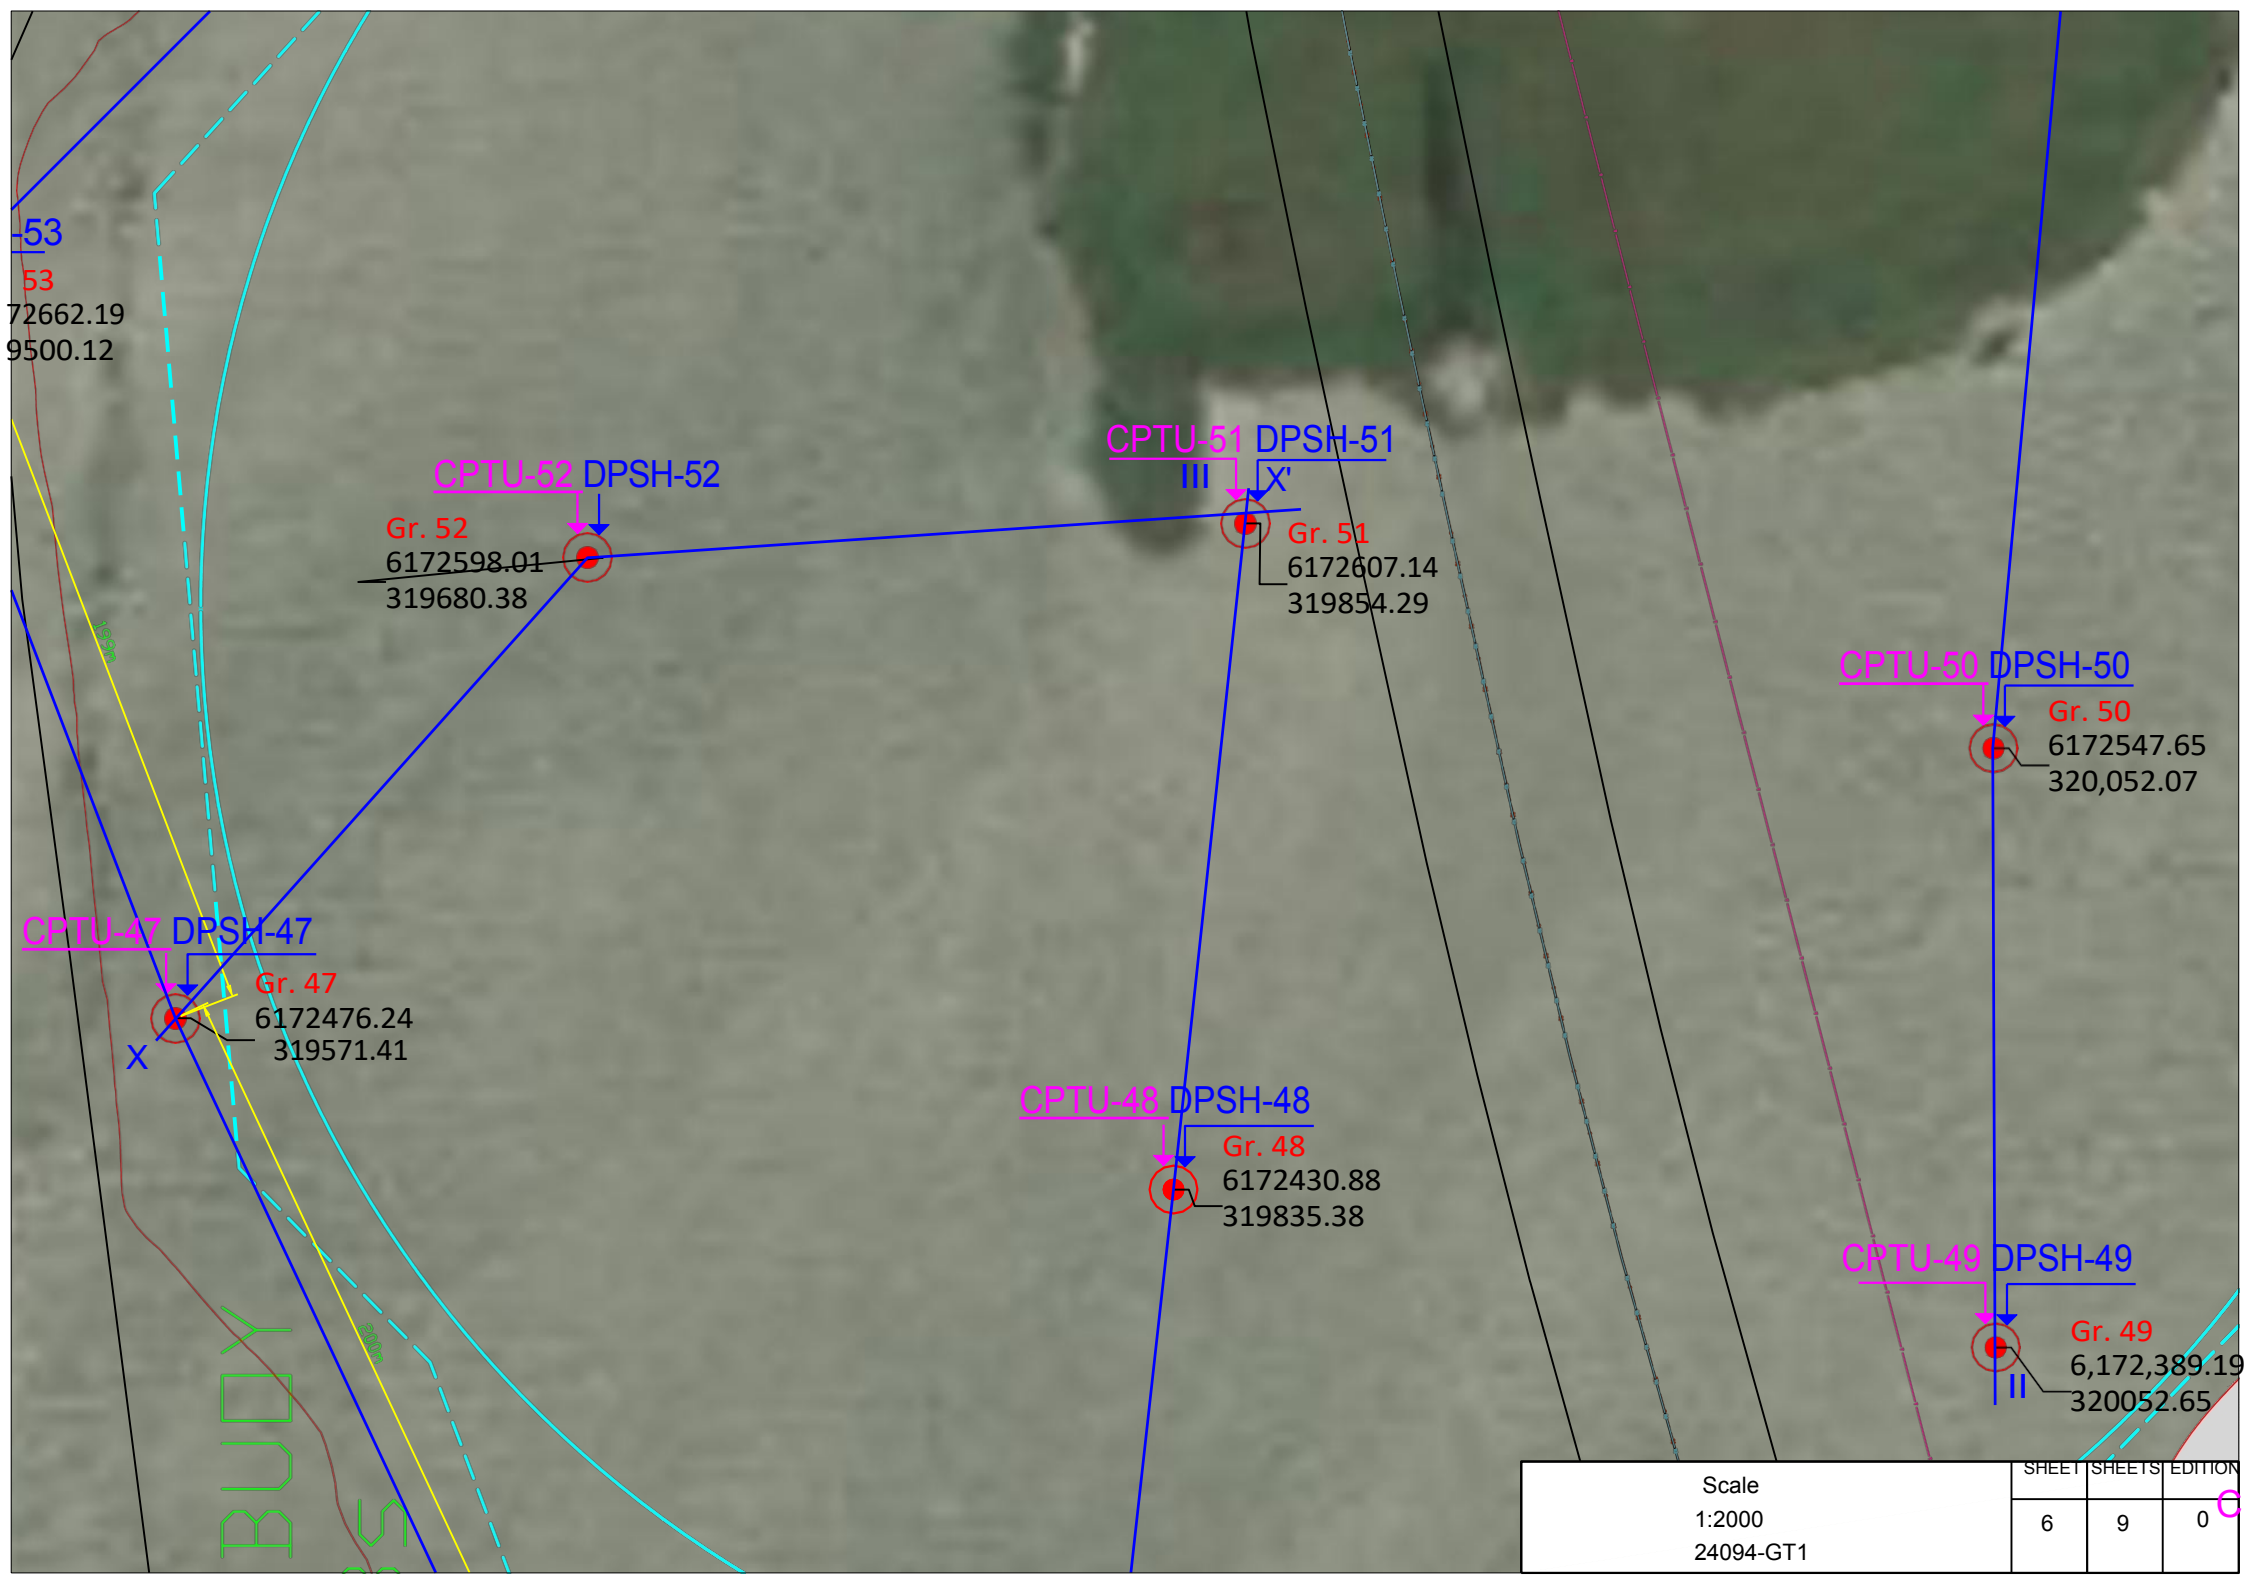 -53
53
72662.19
9500.12
CPTU-52 DPSH-52
Gr. 52
6172598.01
319680.38
CPTU-51 DPSH-51
III X'
Gr. 51
6172607.14
319854.29
CPTU-50 DPSH-50
Gr. 50
6172547.65
320,052.07
CPTU-47 DPSH-47
Gr. 47
6172476.24
319571.41
X
CPTU-48 DPSH-48
Gr. 48
6172430.88
319835.38
CPTU-49 DPSH-49
Gr. 49
6,172,389.19
320052.65
II
BUDY
Scale
1:2000
24094-GT1
SHEET SHEETS EDITION
6 9 0